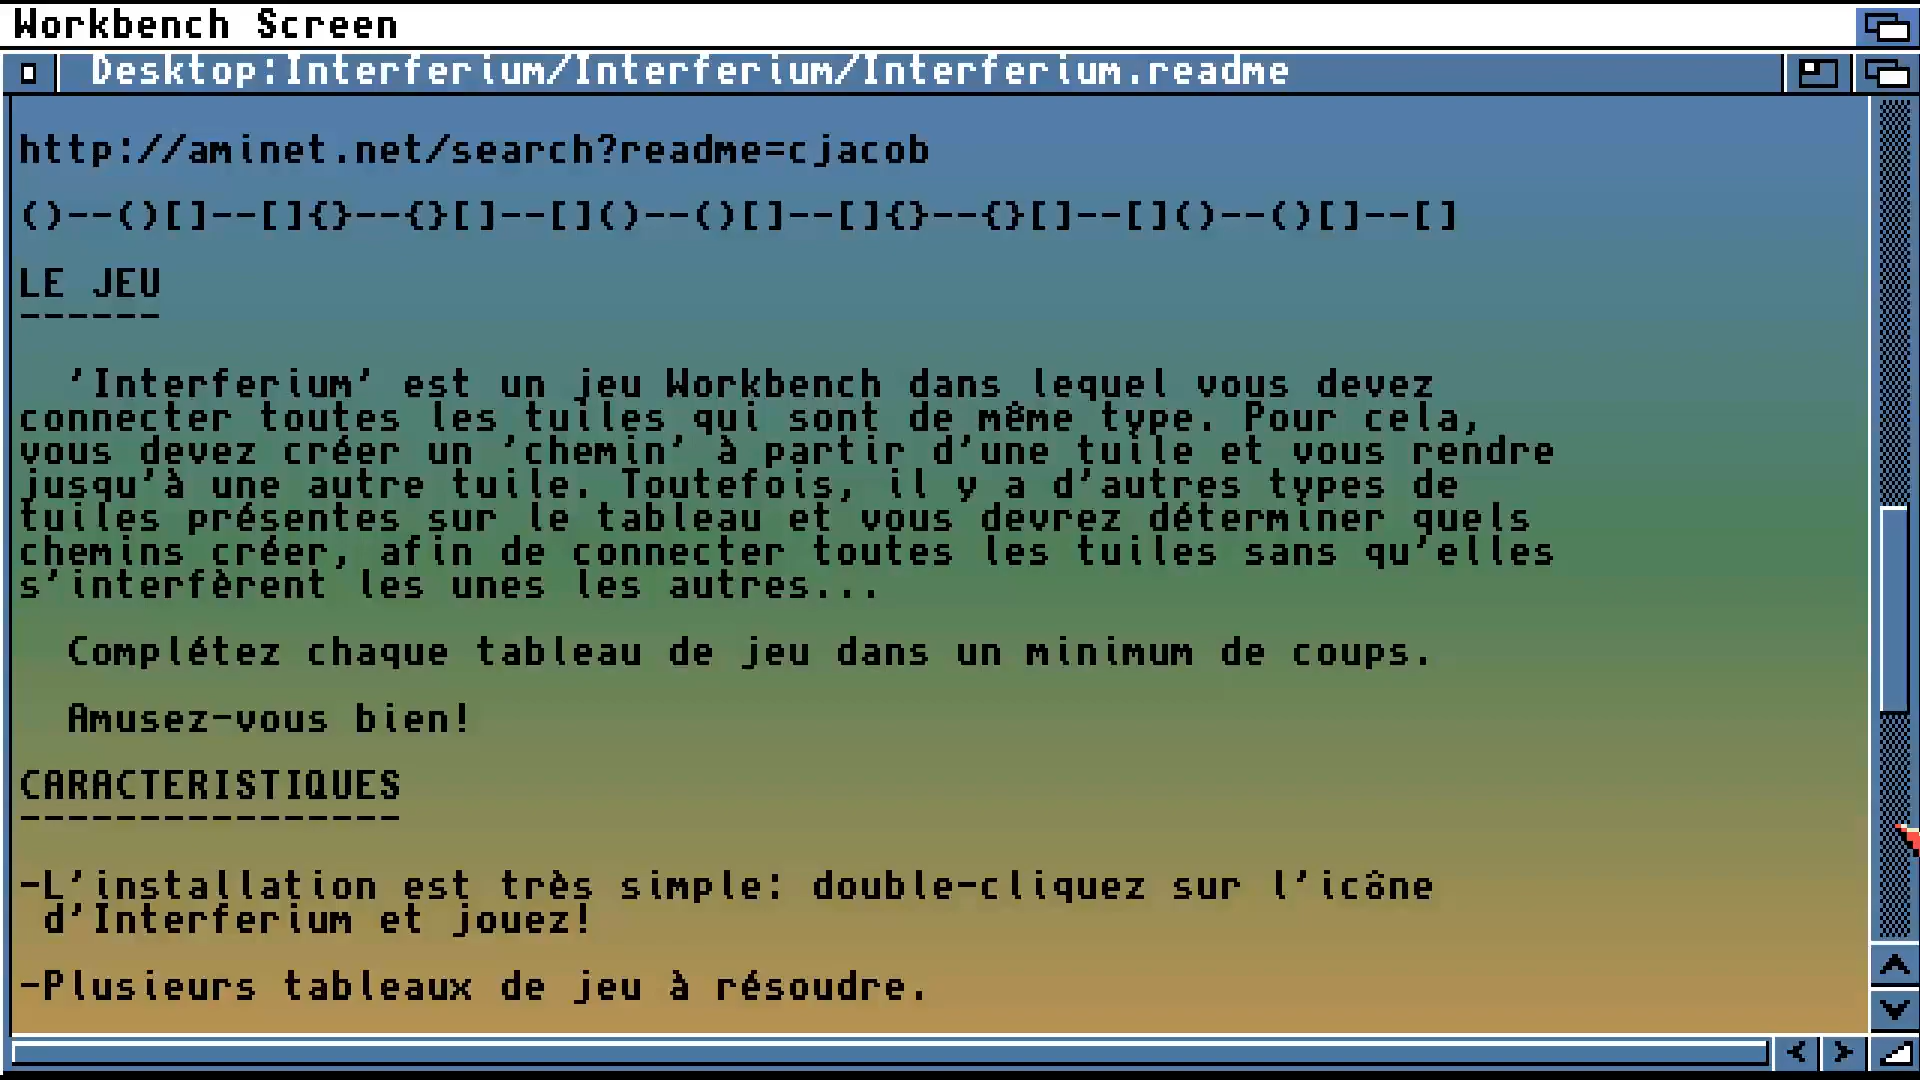 Workbench Screen
Desktop:Interferium/Interferium/Interferium.readme
http://aminet.net/search?readme=cjacob
()--()[]--[]{}--{}[]--[]()--()[]--[]{}--{}[]--[]()--()[]--[]
LE JEU
------
'Interferium' est un jeu Workbench dans lequel vous devez
connecter toutes les tuiles qui sont de même type. Pour cela,
vous devez créer un 'chemin' à partir d'une tuile et vous rendre
jusqu'à une autre tuile. Toutefois, il y a d'autres types de
tuiles présentes sur le tableau et vous devrez déterminer quels
chemins créer, afin de connecter toutes les tuiles sans qu'elles
s'interfèrent les unes les autres...
Complétez chaque tableau de jeu dans un minimum de coups.
Amusez-vous bien!
CARACTERISTIQUES
----------------
-L'installation est très simple: double-cliquez sur l'icône
d'Interferium et jouez!
-Plusieurs tableaux de jeu à résoudre.